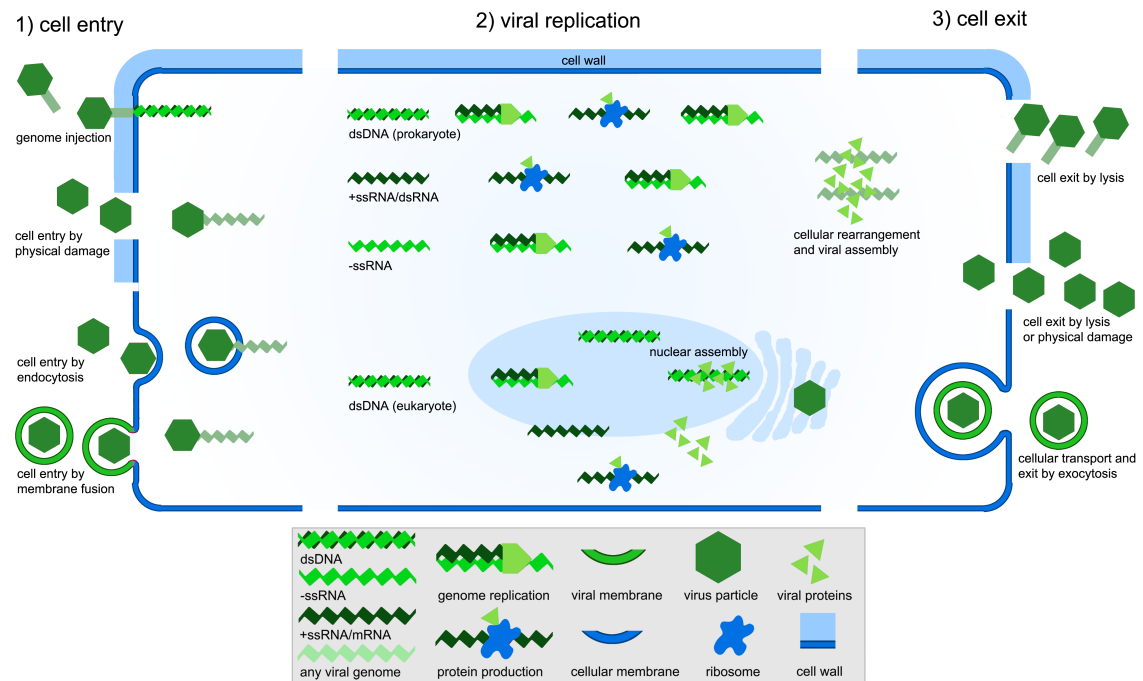 1) cell entry
2) viral replication
3) cell exit
cell wall
genome injection
dsDNA (prokaryote)
cell exit by lysis
+ssRNA/dsRNA
cell entry by
physical damage
cellular rearrangement
and viral assembly
-ssRNA
cell exit by lysis
or physical damage
cell entry by
endocytosis
nuclear assembly
dsDNA (eukaryote)
cell entry by
membrane fusion
cellular transport and
exit by exocytosis
dsDNA
-ssRNA
+ssRNA/mRNA
any viral genome
genome replication
viral membrane
virus particle
viral proteins
protein production
cellular membrane
ribosome
cell wall